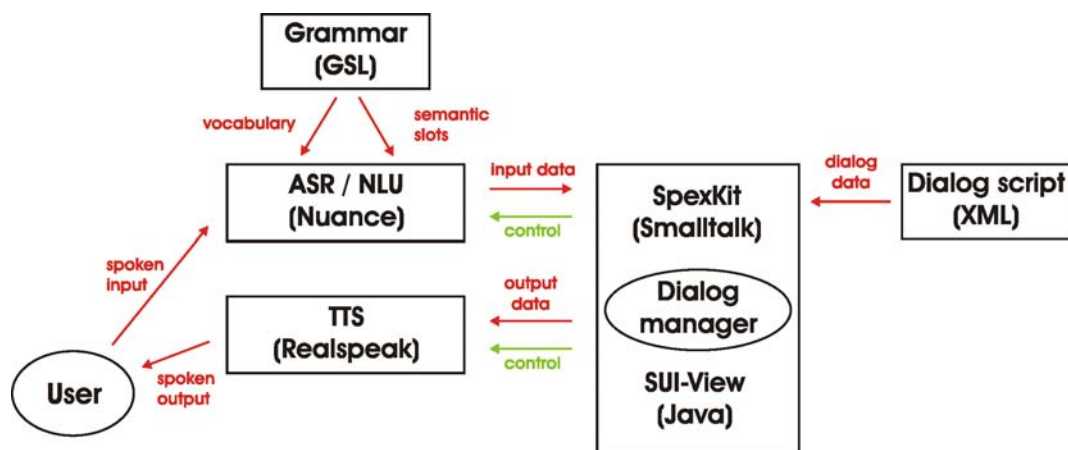 Grammar
(GSL)
vocabulary
semantic
slots
ASR / NLU
(Nuance)
input data
control
SpexKit
(Smalltalk)
dialog
data
Dialog script
(XML)
spoken
input
TTS
(Realspeak)
output
data
control
Dialog
manager
SUI-View
(Java)
User
spoken
output